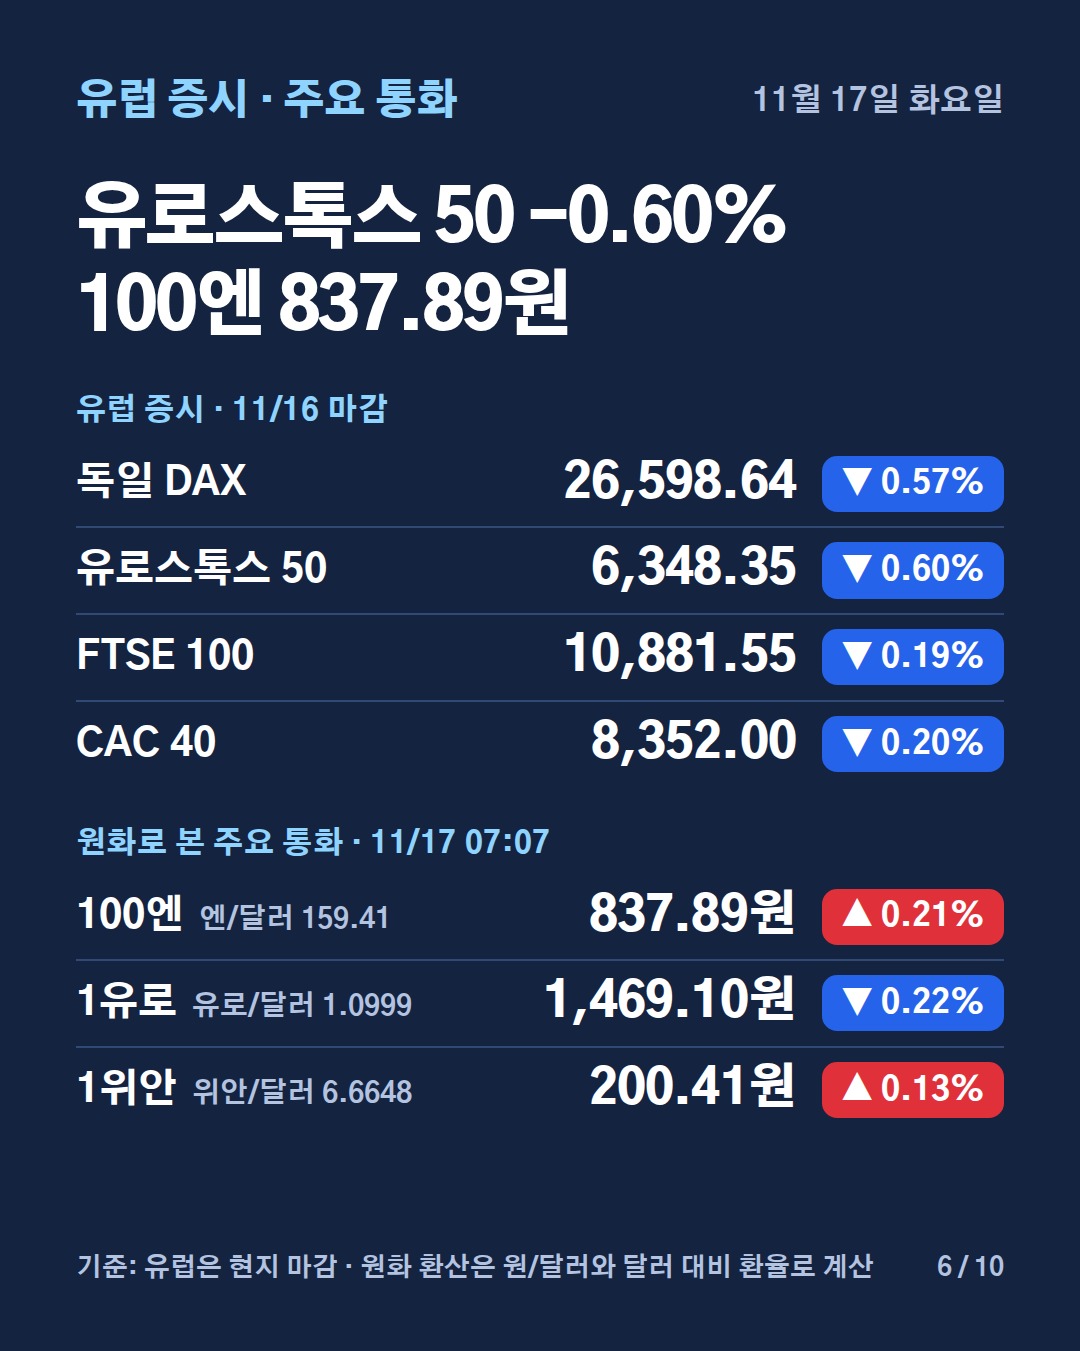 유럽 증시 · 주요 통화 11월 17일 화요일
유로스톡스 50 −0.60%
100엔 837.89원
유럽 증시 · 11/16 마감
독일 DAX 26,598.64 ▼ 0.57%
유로스톡스 50 6,348.35 ▼ 0.60%
FTSE 100 10,881.55 ▼ 0.19%
CAC 40 8,352.00 ▼ 0.20%
원화로 본 주요 통화 · 11/17 07:07
100엔 엔/달러 159.41 837.89원 ▲ 0.21%
1유로 유로/달러 1.0999 1,469.10원 ▼ 0.22%
1위안 위안/달러 6.6648 200.41원 ▲ 0.13%
기준: 유럽은 현지 마감 · 원화 환산은 원/달러와 달러 대비 환율로 계산 6 / 10